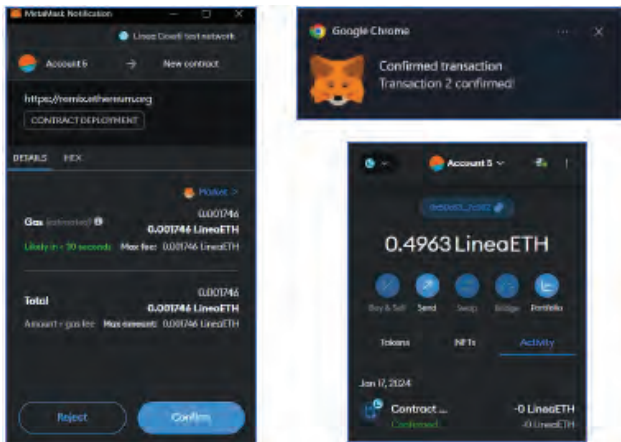 MetaMask Notification
Linea Goerli test network
Account 5 → New contract
https://remix.ethereum.org
CONTRACT DEPLOYMENT
DETAILS HEX
Market >
0.001746
Gas (estimated) 0.001746 LineaETH
Likely in < 30 seconds Max fee: 0.001746 LineaETH
0.001746
Total 0.001746 LineaETH
Amount + gas fee Max amount: 0.001746 LineaETH
Reject Confirm
Google Chrome
Confirmed transaction
Transaction 2 confirmed!
Account 5
0.4963 LineaETH
Buy & Sell Send Swap Bridge Portfolio
Tokens NFTs Activity
Jan 17, 2024
Contract ... -0 LineaETH
Confirmed -0 LineaETH